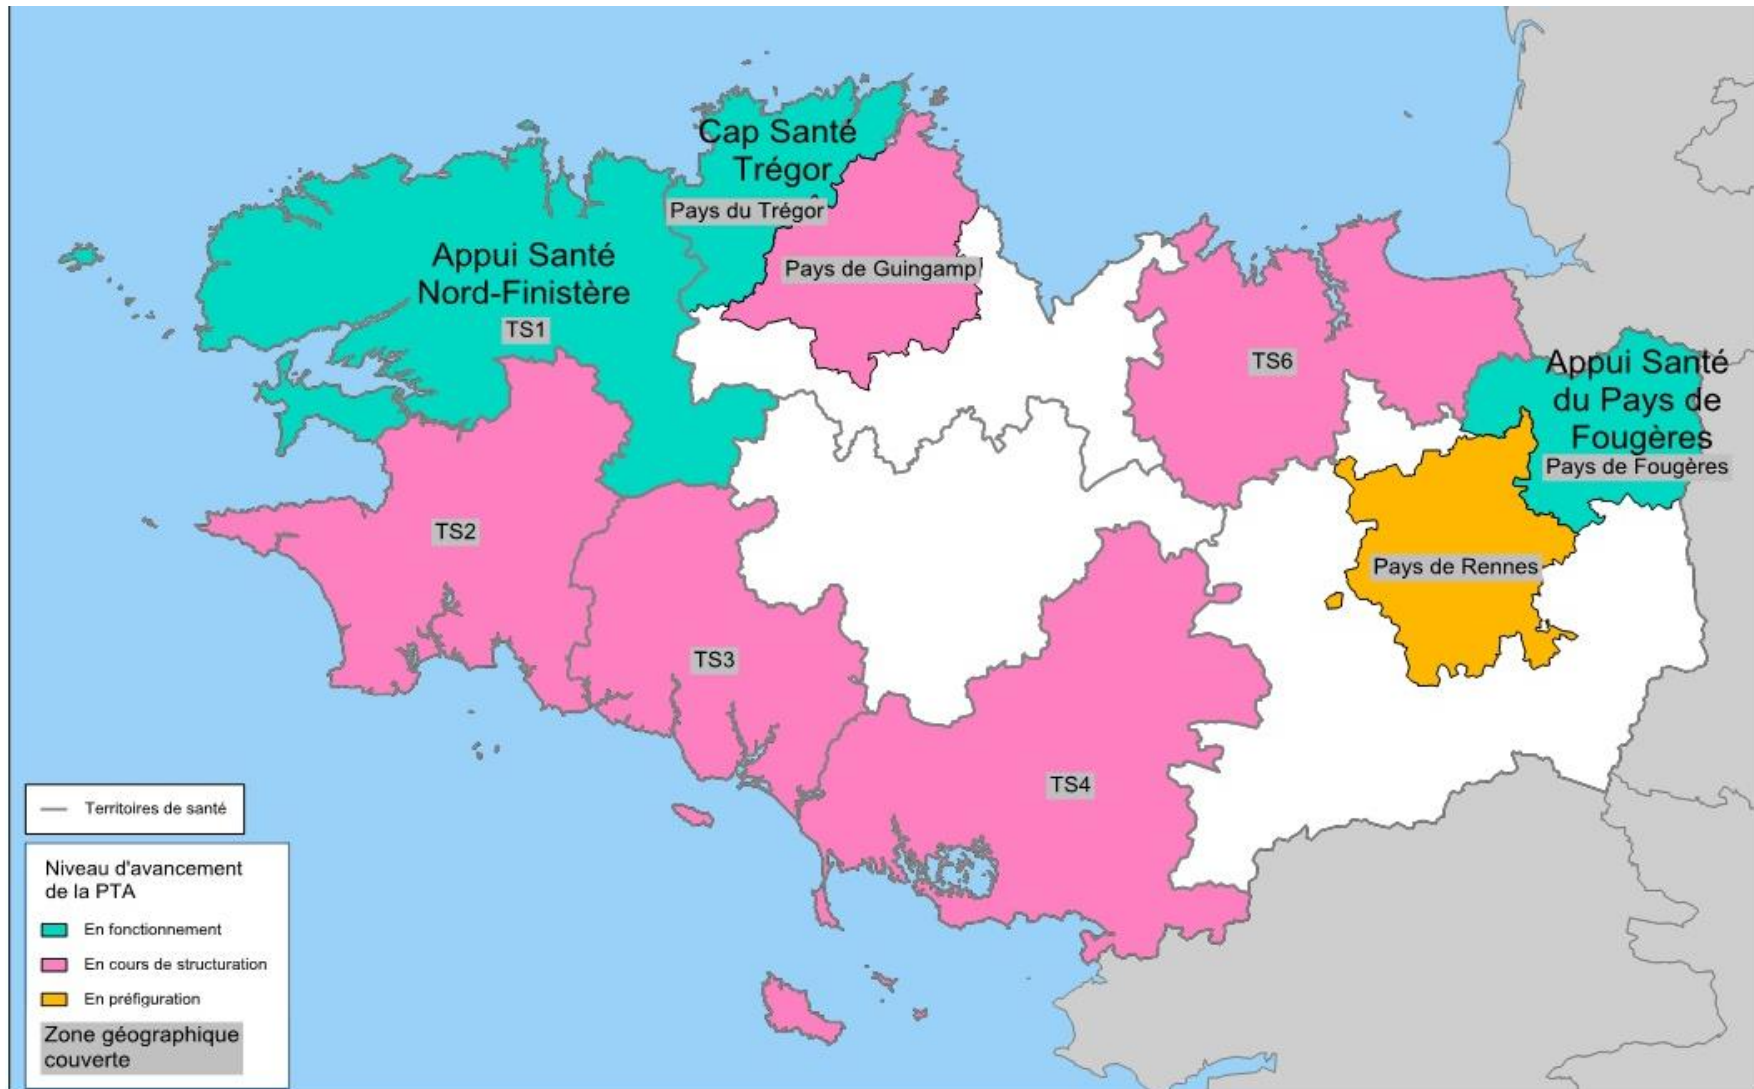 Cap Santé
Trégor
Pays du Trégor
Appui Santé
Nord-Finistère
TS1
Pays de Guingamp
TS6
Appui Santé
du Pays de
Fougères
Pays de Fougères
TS2
Pays de Rennes
TS3
TS4
Territoires de santé
Niveau d'avancement
de la PTA
En fonctionnement
En cours de structuration
En préfiguration
Zone géographique
couverte